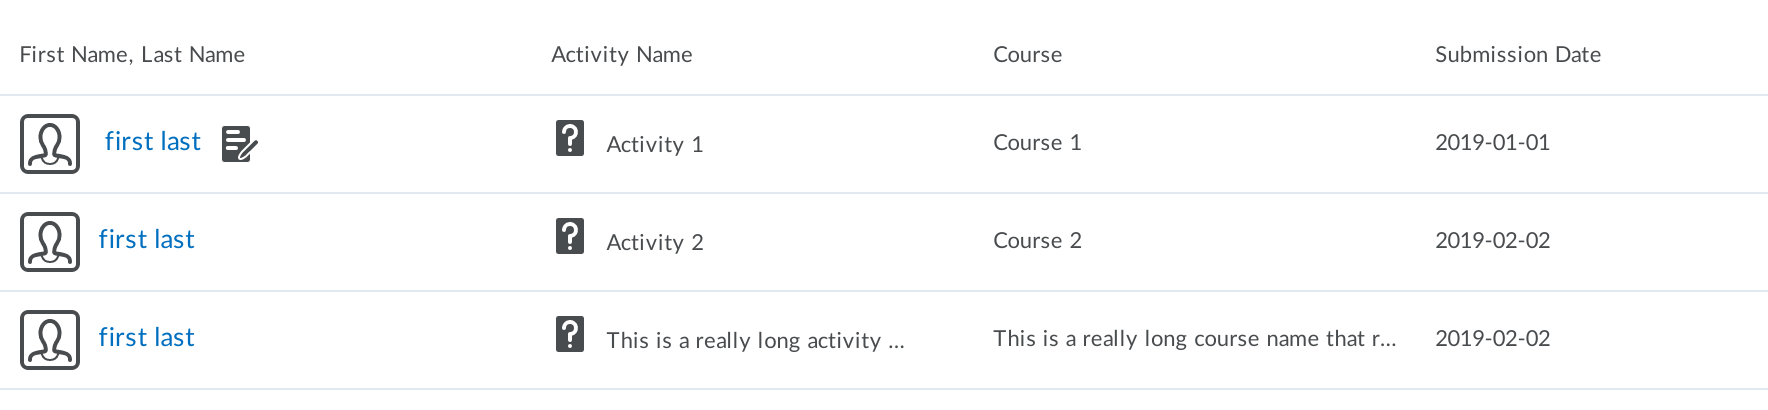 First Name, Last Name Activity Name Course Submission Date
first last ? Activity 1 Course 1 2019-01-01
first last ? Activity 2 Course 2 2019-02-02
first last ? This is a really long activity ... This is a really long course name that r... 2019-02-02